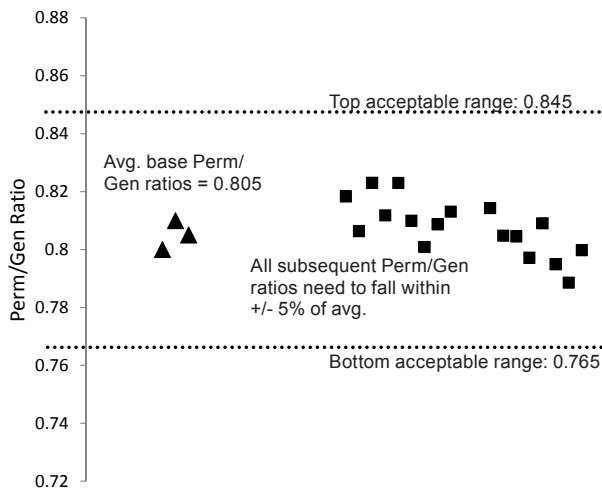 0.88
0.86
0.84
0.82
0.8
0.78
0.76
0.74
0.72
Perm/Gen Ratio
Top acceptable range: 0.845
Avg. base Perm/
Gen ratios = 0.805
All subsequent Perm/Gen
ratios need to fall within
+/- 5% of avg.
Bottom acceptable range: 0.765